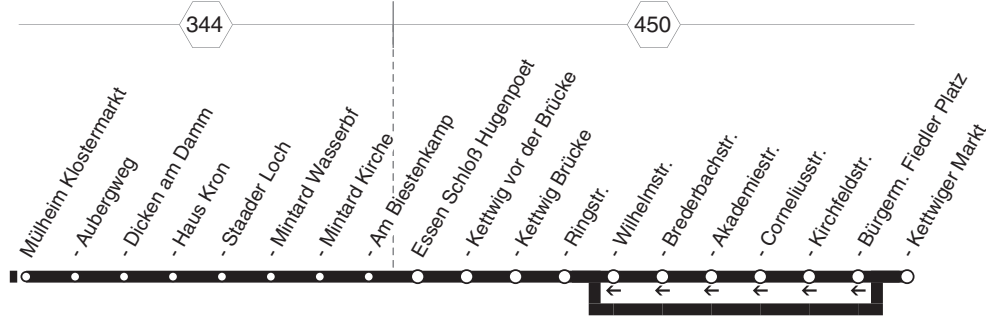 344
450
Mülheim Klostermarkt
- Aubergweg
- Dicken am Damm
- Haus Kron
- Staader Loch
- Mintard Wasserbf
- Mintard Kirche
- Am Biestenkamp
Essen Schloß Hugenpoet
- Kettwig vor der Brücke
- Kettwig Brücke
- Ringstr.
- Wilhelmstr.
- Brederbachstr.
- Akademiestr.
- Corneliusstr.
- Kirchfeldstr.
- Bürgerm. Fiedler Platz
- Kettwiger Markt